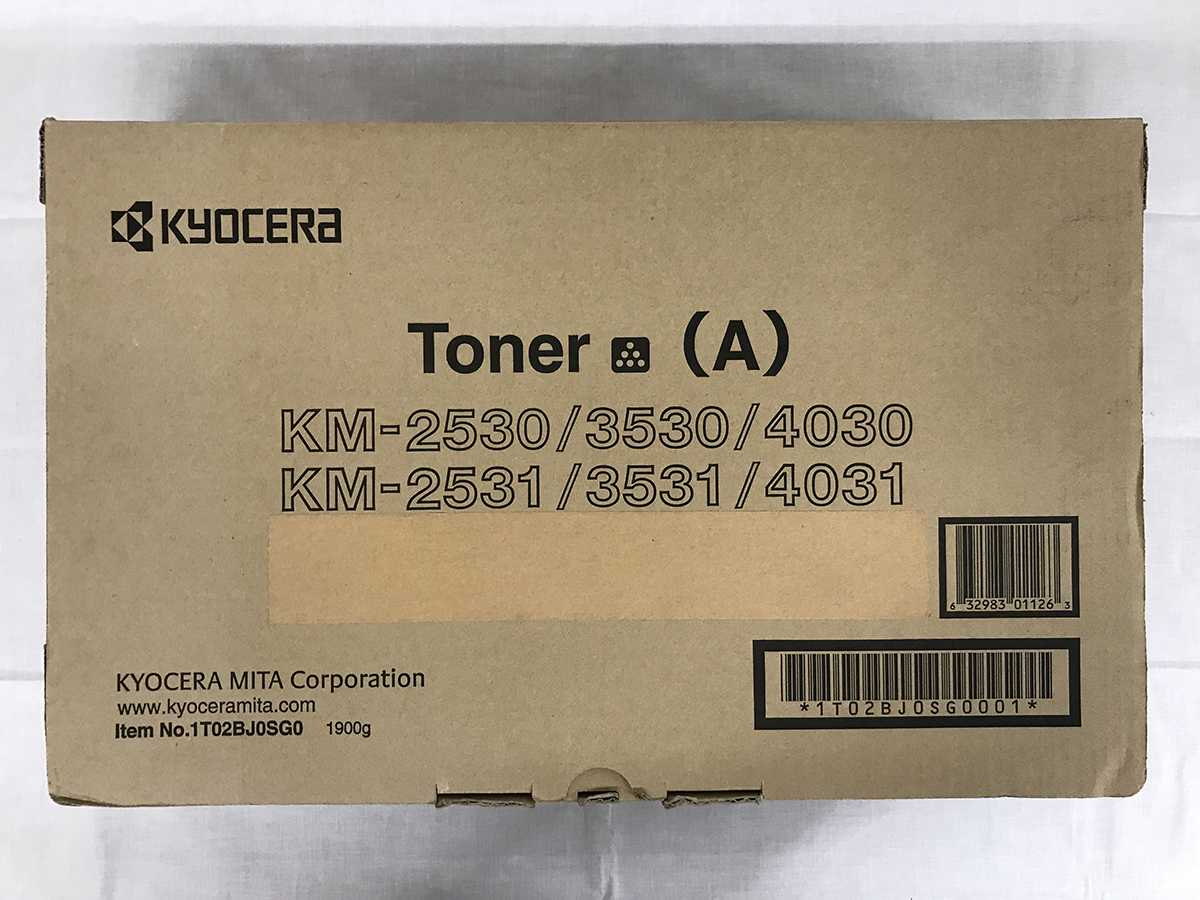 KYOCERA
Toner (A)
KM-2530/3530/4030
KM-2531/3531/4031
6 32983 01126 3
KYOCERA MITA Corporation
www.kyoceramita.com
Item No.1T02BJ0SG0 1900g
*1T02BJ0SG0001*